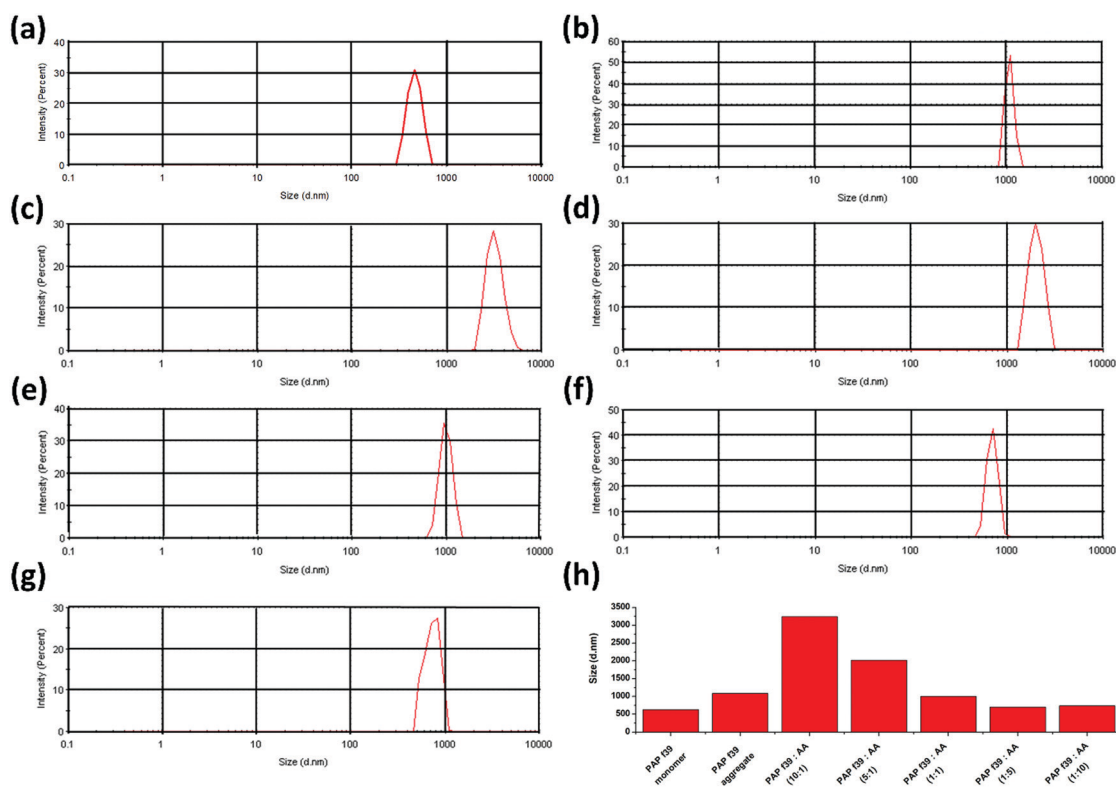 (a)
40
30
20
10
0
Intensity (Percent)
0.1 1 10 100 1000 10000
Size (d.nm)
(b)
60
50
40
30
20
10
0
Intensity (Percent)
0.1 1 10 100 1000 10000
Size (d.nm)
(c)
30
20
10
0
Intensity (Percent)
0.1 1 10 100 1000 10000
Size (d.nm)
(d)
30
20
10
0
Intensity (Percent)
0.1 1 10 100 1000 10000
Size (d.nm)
(e)
40
30
20
10
0
Intensity (Percent)
0.1 1 10 100 1000 10000
Size (d.nm)
(f)
50
40
30
20
10
0
Intensity (Percent)
0.1 1 10 100 1000 10000
Size (d.nm)
(g)
30
20
10
0
Intensity (Percent)
0.1 1 10 100 1000 10000
Size (d.nm)
(h)
3500
3000
2500
2000
1500
1000
500
0
Size (d.nm)
PAP f39
monomer
PAP f39
aggregate
PAP f39 : AA
(10:1)
PAP f39 : AA
(5:1)
PAP f39 : AA
(1:1)
PAP f39 : AA
(1:5)
PAP f39 : AA
(1:10)